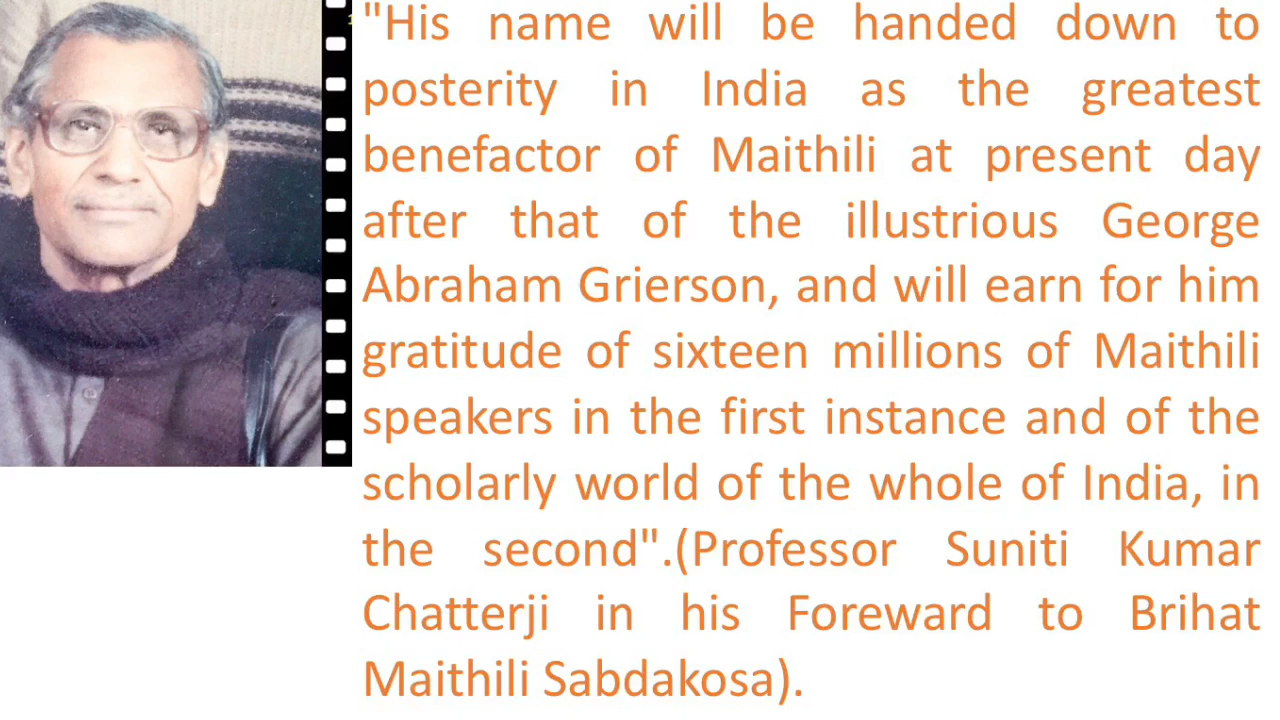 "His name will be handed down to
posterity in India as the greatest
benefactor of Maithili at present day
after that of the illustrious George
Abraham Grierson, and will earn for him
gratitude of sixteen millions of Maithili
speakers in the first instance and of the
scholarly world of the whole of India, in
the second".(Professor Suniti Kumar
Chatterji in his Foreward to Brihat
Maithili Sabdakosa).